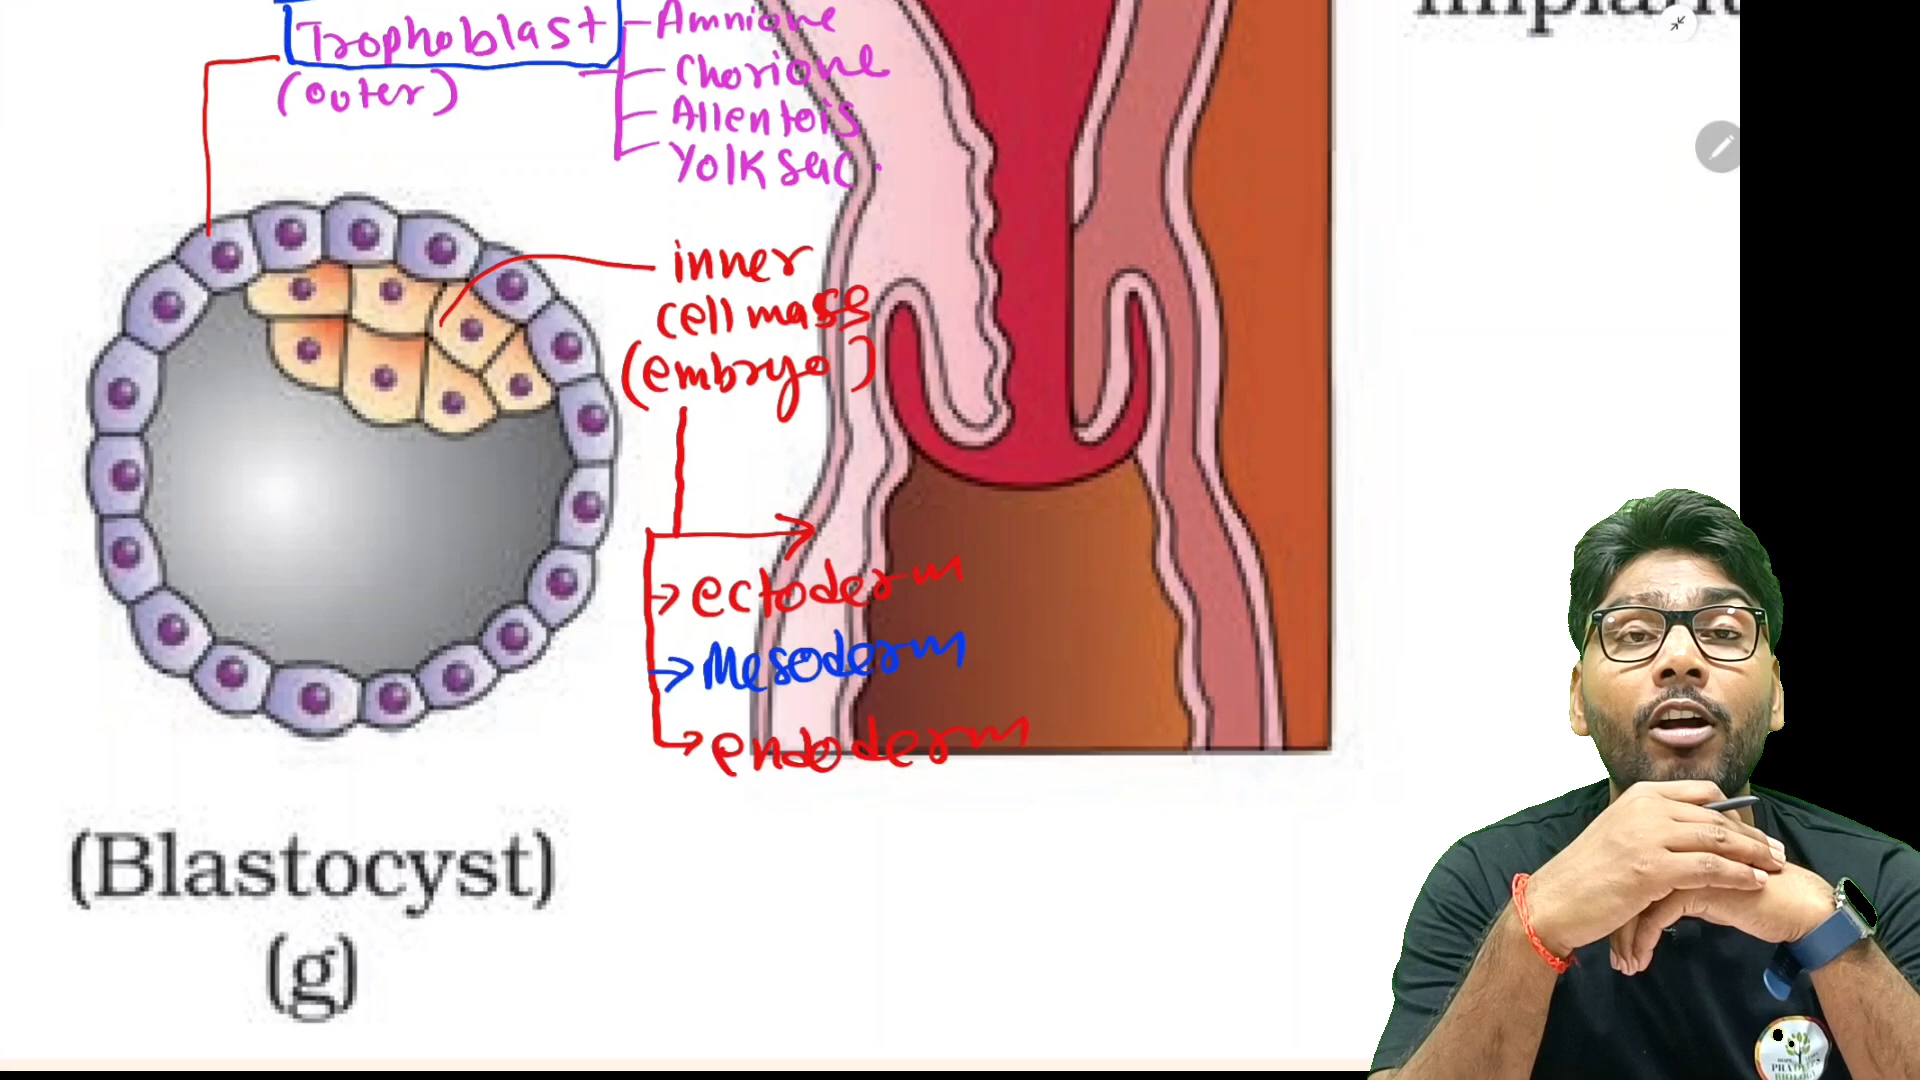 Trophoblast
(outer)
Amnione
Chorione
Allentois
Yolk sac.
inner
cell mass
(embryo)
ectoderm
Mesoderm
endoderm
(Blastocyst)
(g)